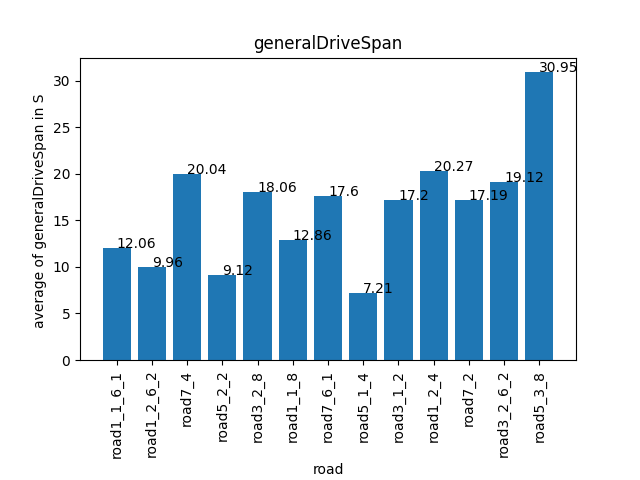 generalDriveSpan
average of generalDriveSpan in S
30
25
20
15
10
5
0
12.06
9.96
20.04
9.12
18.06
12.86
17.6
7.21
17.2
20.27
17.19
19.12
30.95
road1_1_6_1
road1_2_6_2
road7_4
road5_2_2
road3_2_8
road1_1_8
road7_6_1
road5_1_4
road3_1_2
road1_2_4
road7_2
road3_2_6_2
road5_3_8
road